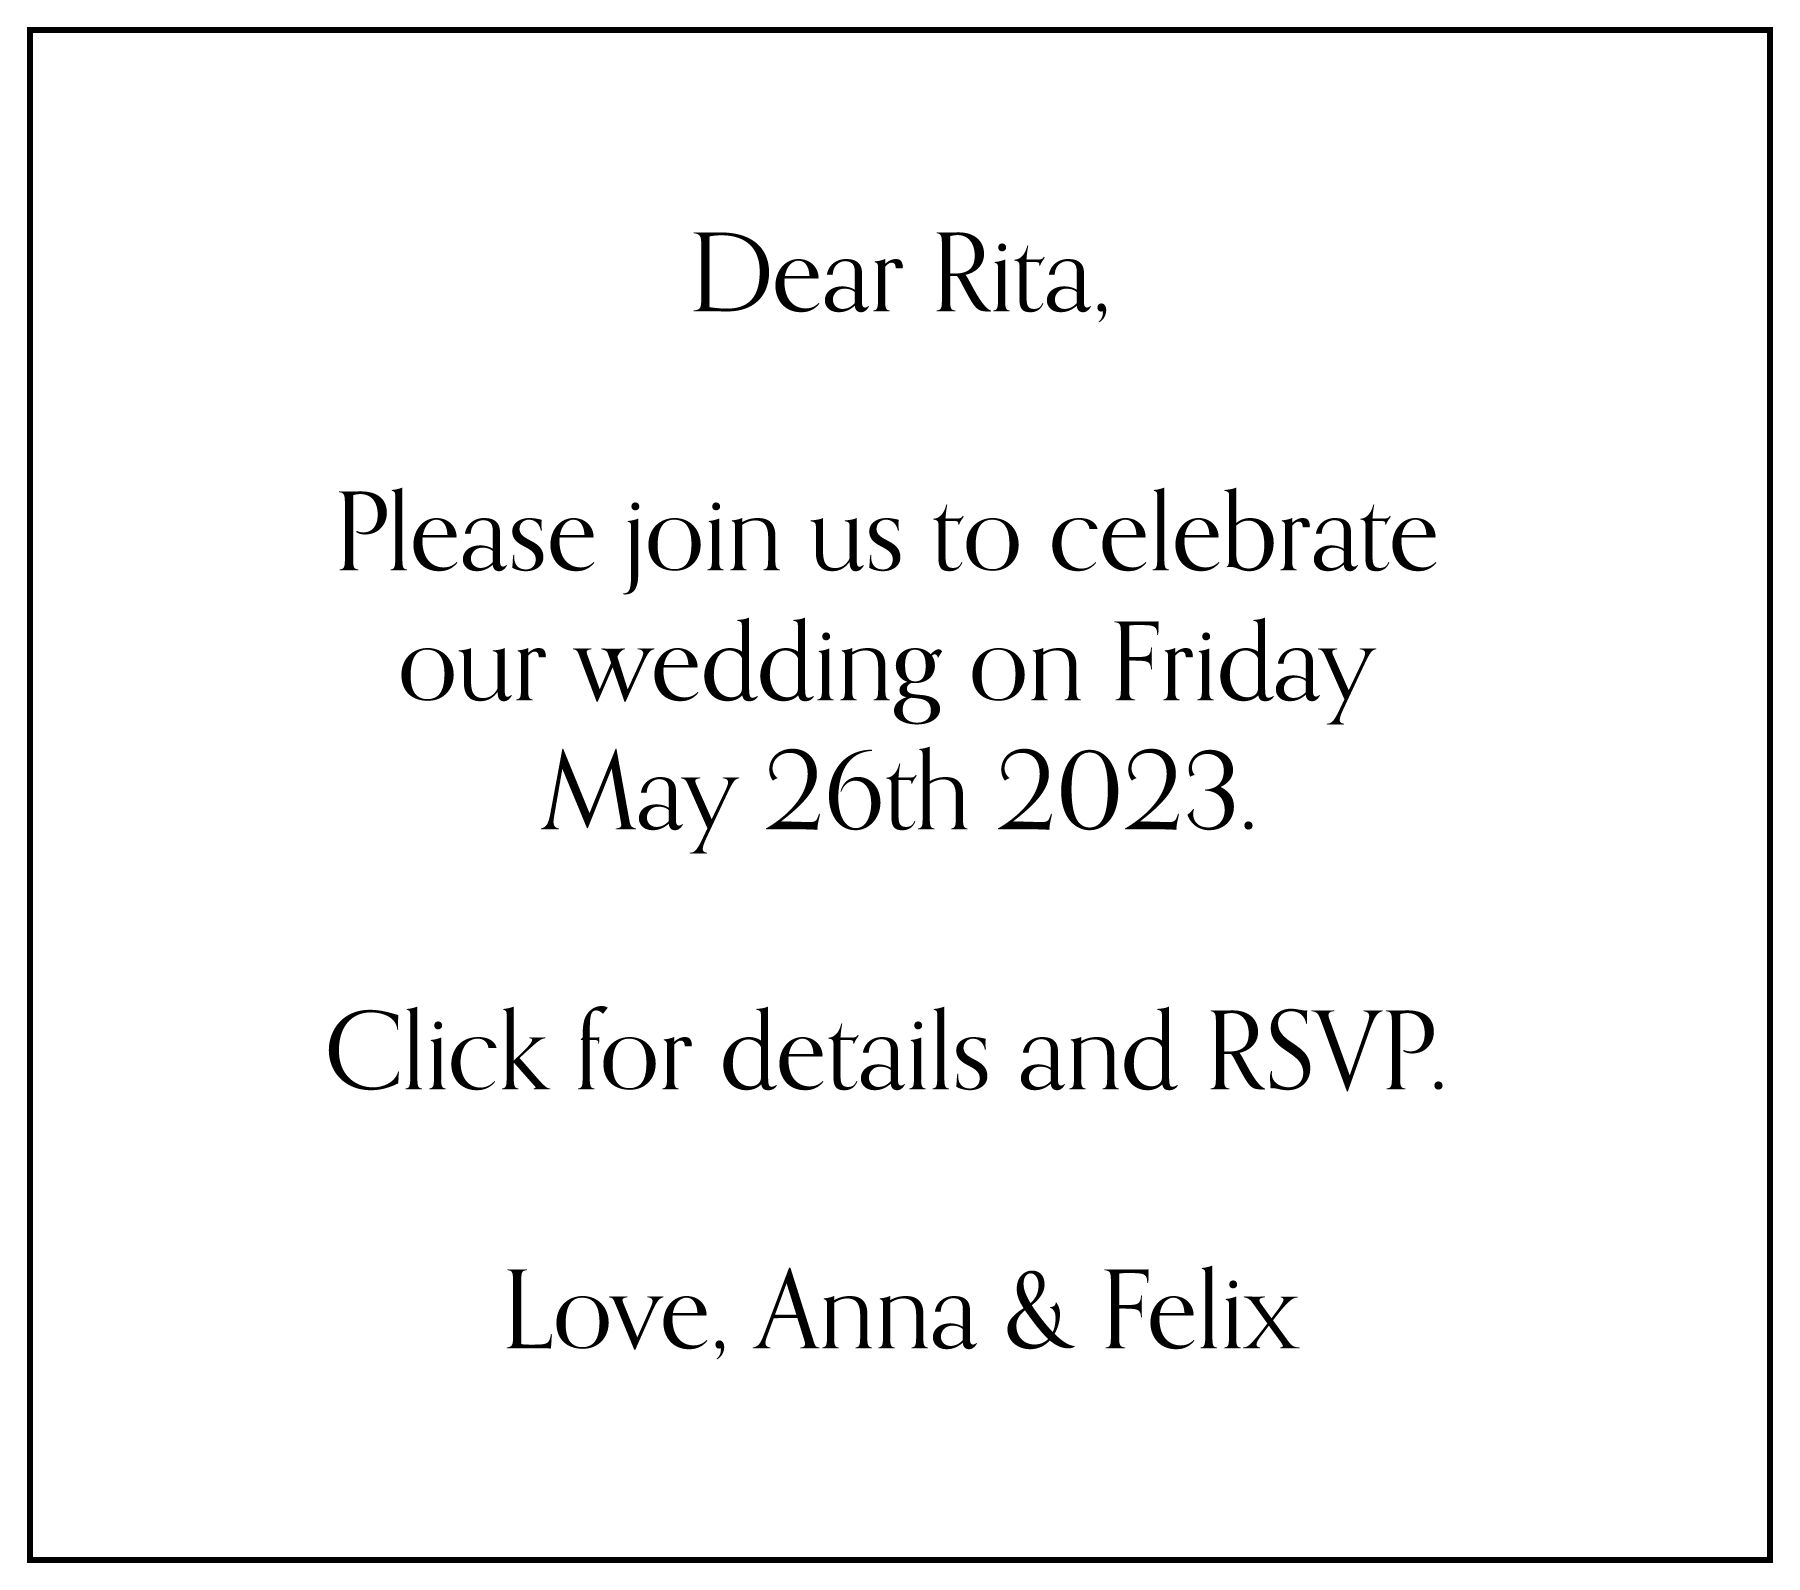 Dear Rita,
Please join us to celebrate
our wedding on Friday
May 26th 2023.
Click for details and RSVP.
Love, Anna & Felix